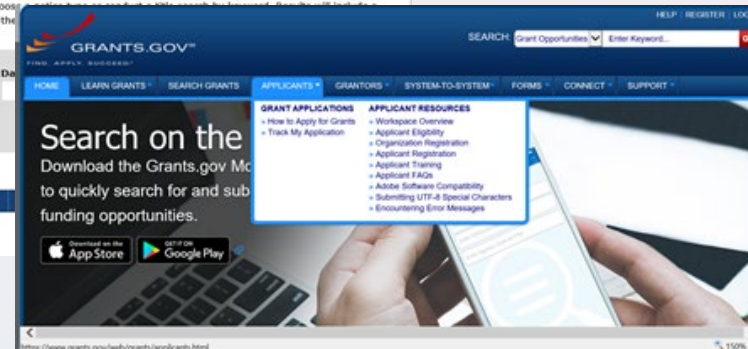 HELP | REGISTER
GRANTS.GOV℠
FIND. APPLY. SUCCEED.℠
SEARCH: Grant Opportunities Enter Keyword...
HOME LEARN GRANTS SEARCH GRANTS APPLICANTS GRANTORS SYSTEM-TO-SYSTEM FORMS CONNECT SUPPORT
GRANT APPLICATIONS
» How to Apply for Grants
» Track My Application
APPLICANT RESOURCES
» Workspace Overview
» Applicant Eligibility
» Organization Registration
» Applicant Registration
» Applicant Training
» Applicant FAQs
» Adobe Software Compatibility
» Submitting UTF-8 Special Characters
» Encountering Error Messages
Search on the
Download the Grants.gov
to quickly search for and
funding opportunities.
Download on the
App Store
GET IT ON
Google Play
https://www.grants.gov/web/grants/applicants.html
150%